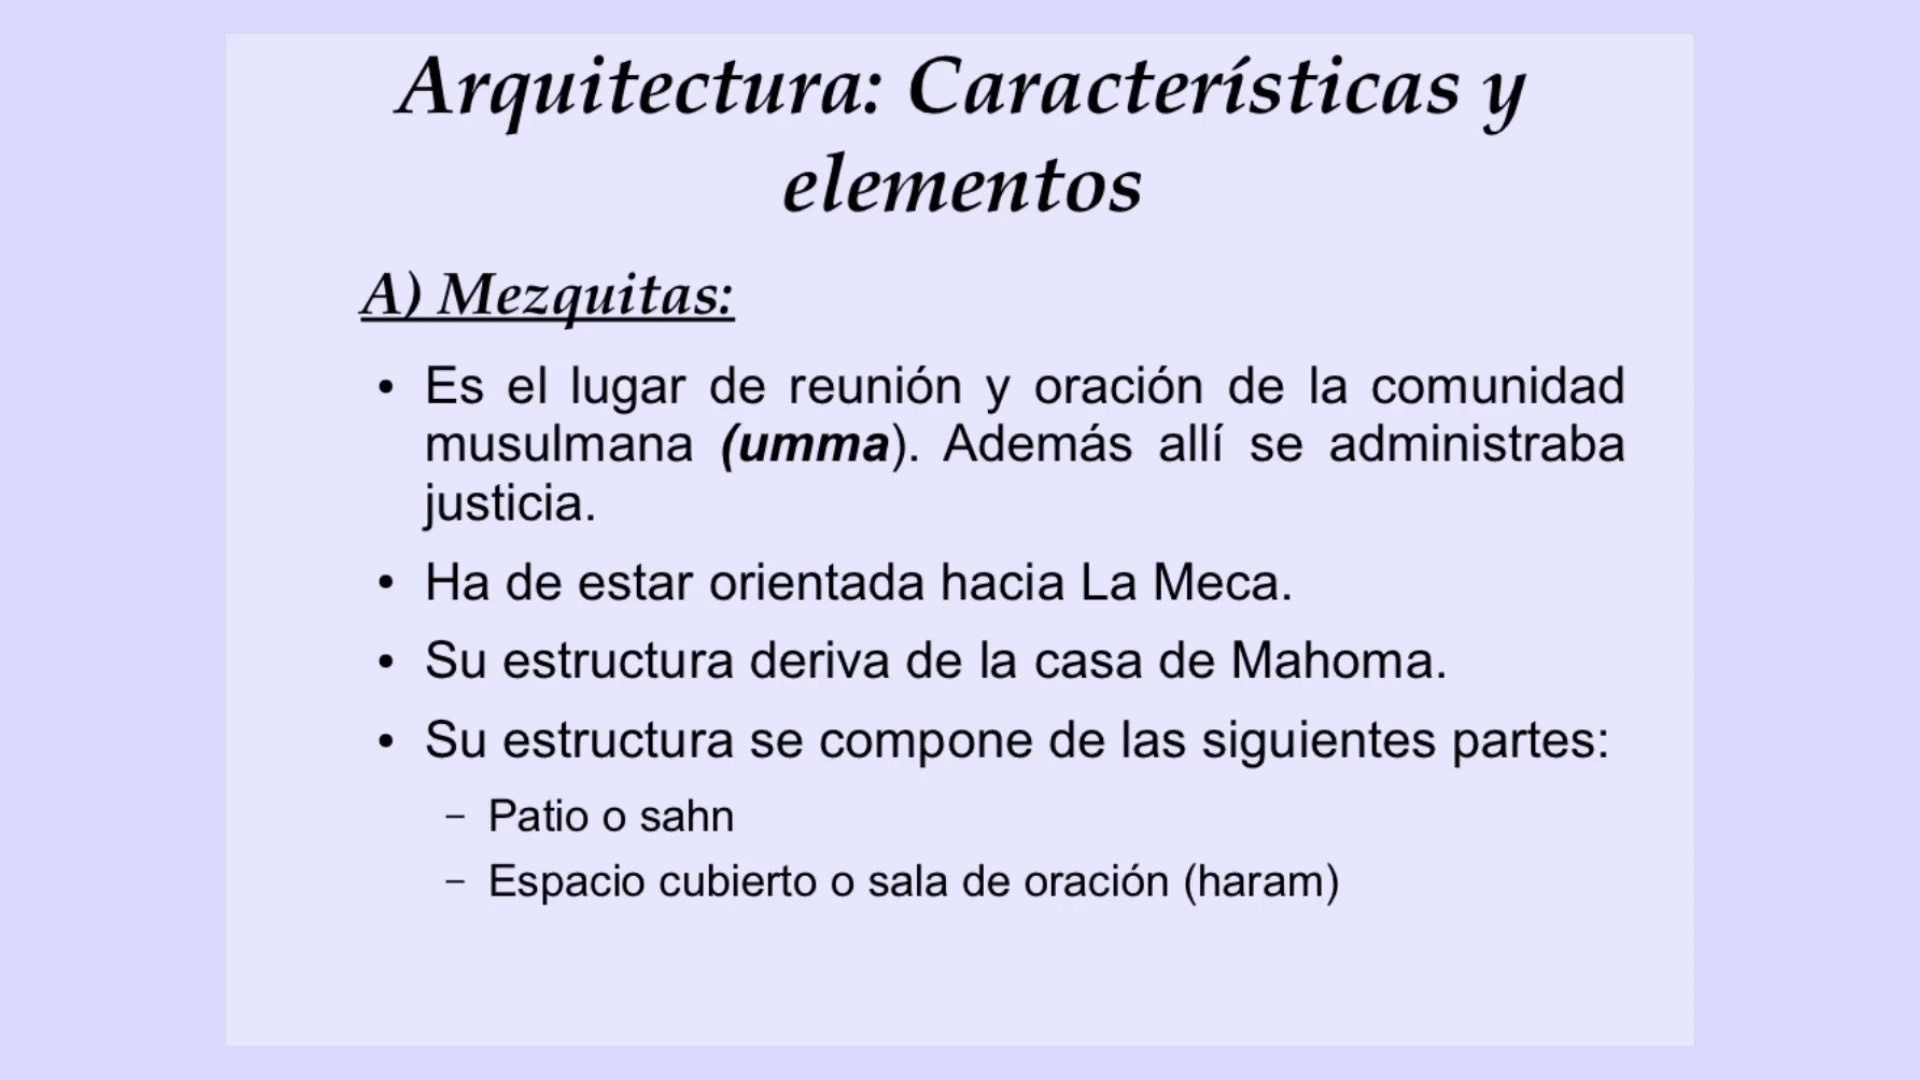 Arquitectura: Características y
elementos
A) Mezquitas:
• Es el lugar de reunión y oración de la comunidad
musulmana (umma). Además allí se administraba
justicia.
• Ha de estar orientada hacia La Meca.
• Su estructura deriva de la casa de Mahoma.
• Su estructura se compone de las siguientes partes:
– Patio o sahn
– Espacio cubierto o sala de oración (haram)